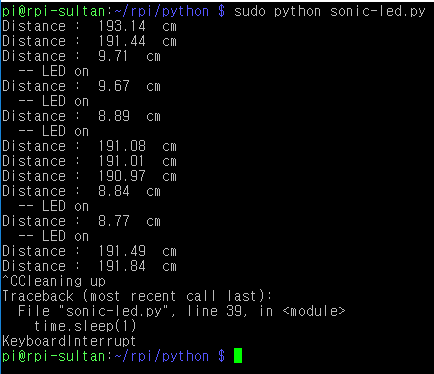 pi@rpi-sultan:~/rpi/python $ sudo python sonic-led.py
Distance :  193.14  cm
Distance :  191.44  cm
Distance :  9.71  cm
  -- LED on
Distance :  9.67  cm
  -- LED on
Distance :  8.89  cm
  -- LED on
Distance :  191.08  cm
Distance :  191.01  cm
Distance :  190.97  cm
Distance :  8.84  cm
  -- LED on
Distance :  8.77  cm
  -- LED on
Distance :  191.49  cm
Distance :  191.84  cm
^CCleaning up
Traceback (most recent call last):
  File "sonic-led.py", line 39, in <module>
    time.sleep(1)
KeyboardInterrupt
pi@rpi-sultan:~/rpi/python $